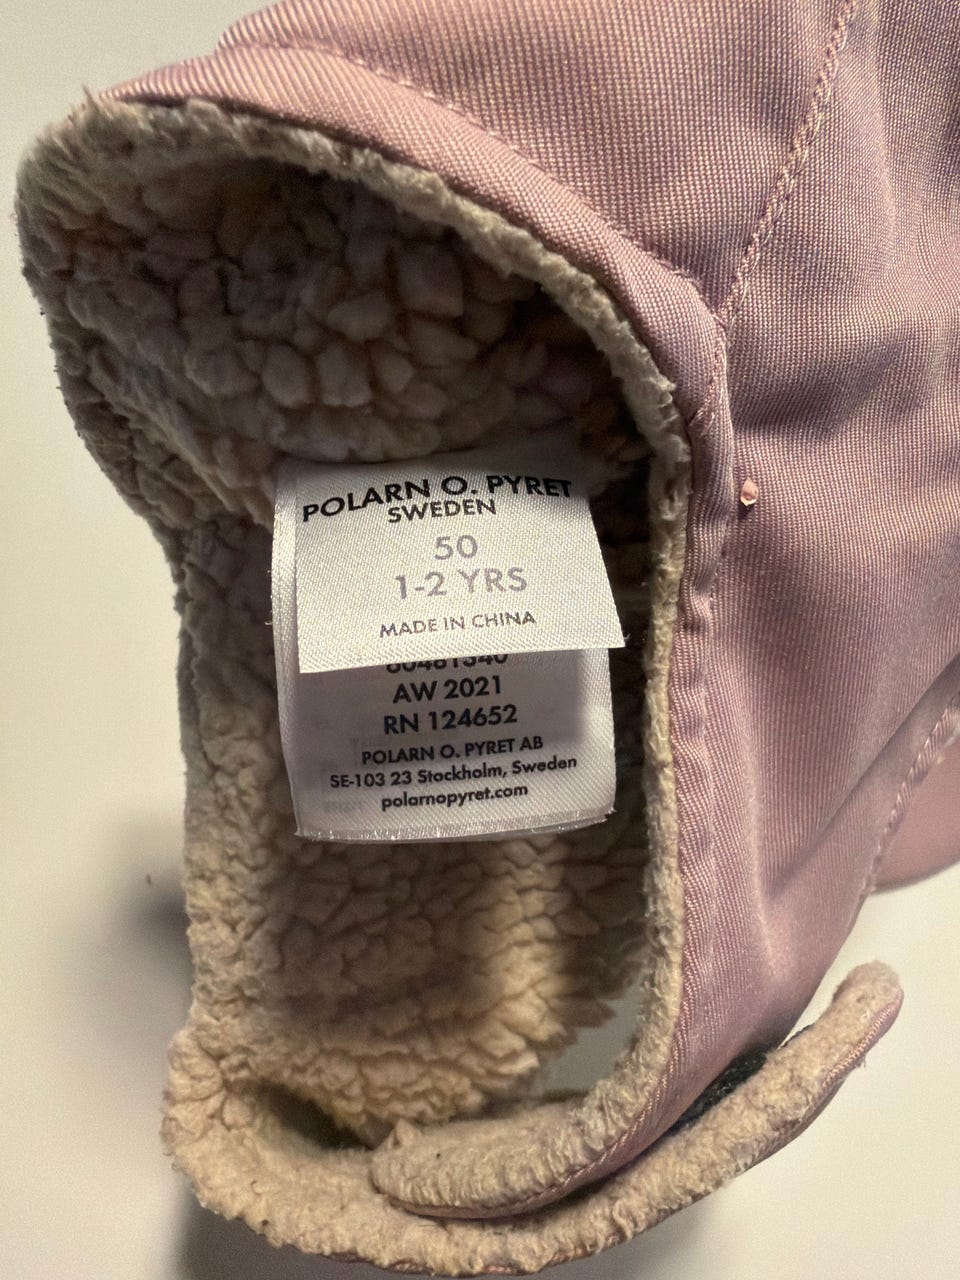 POLARN O. PYRET
SWEDEN
50
1-2 YRS
MADE IN CHINA
60461340
AW 2021
RN 124652
POLARN O. PYRET AB
SE-103 23 Stockholm, Sweden
polarnopyret.com